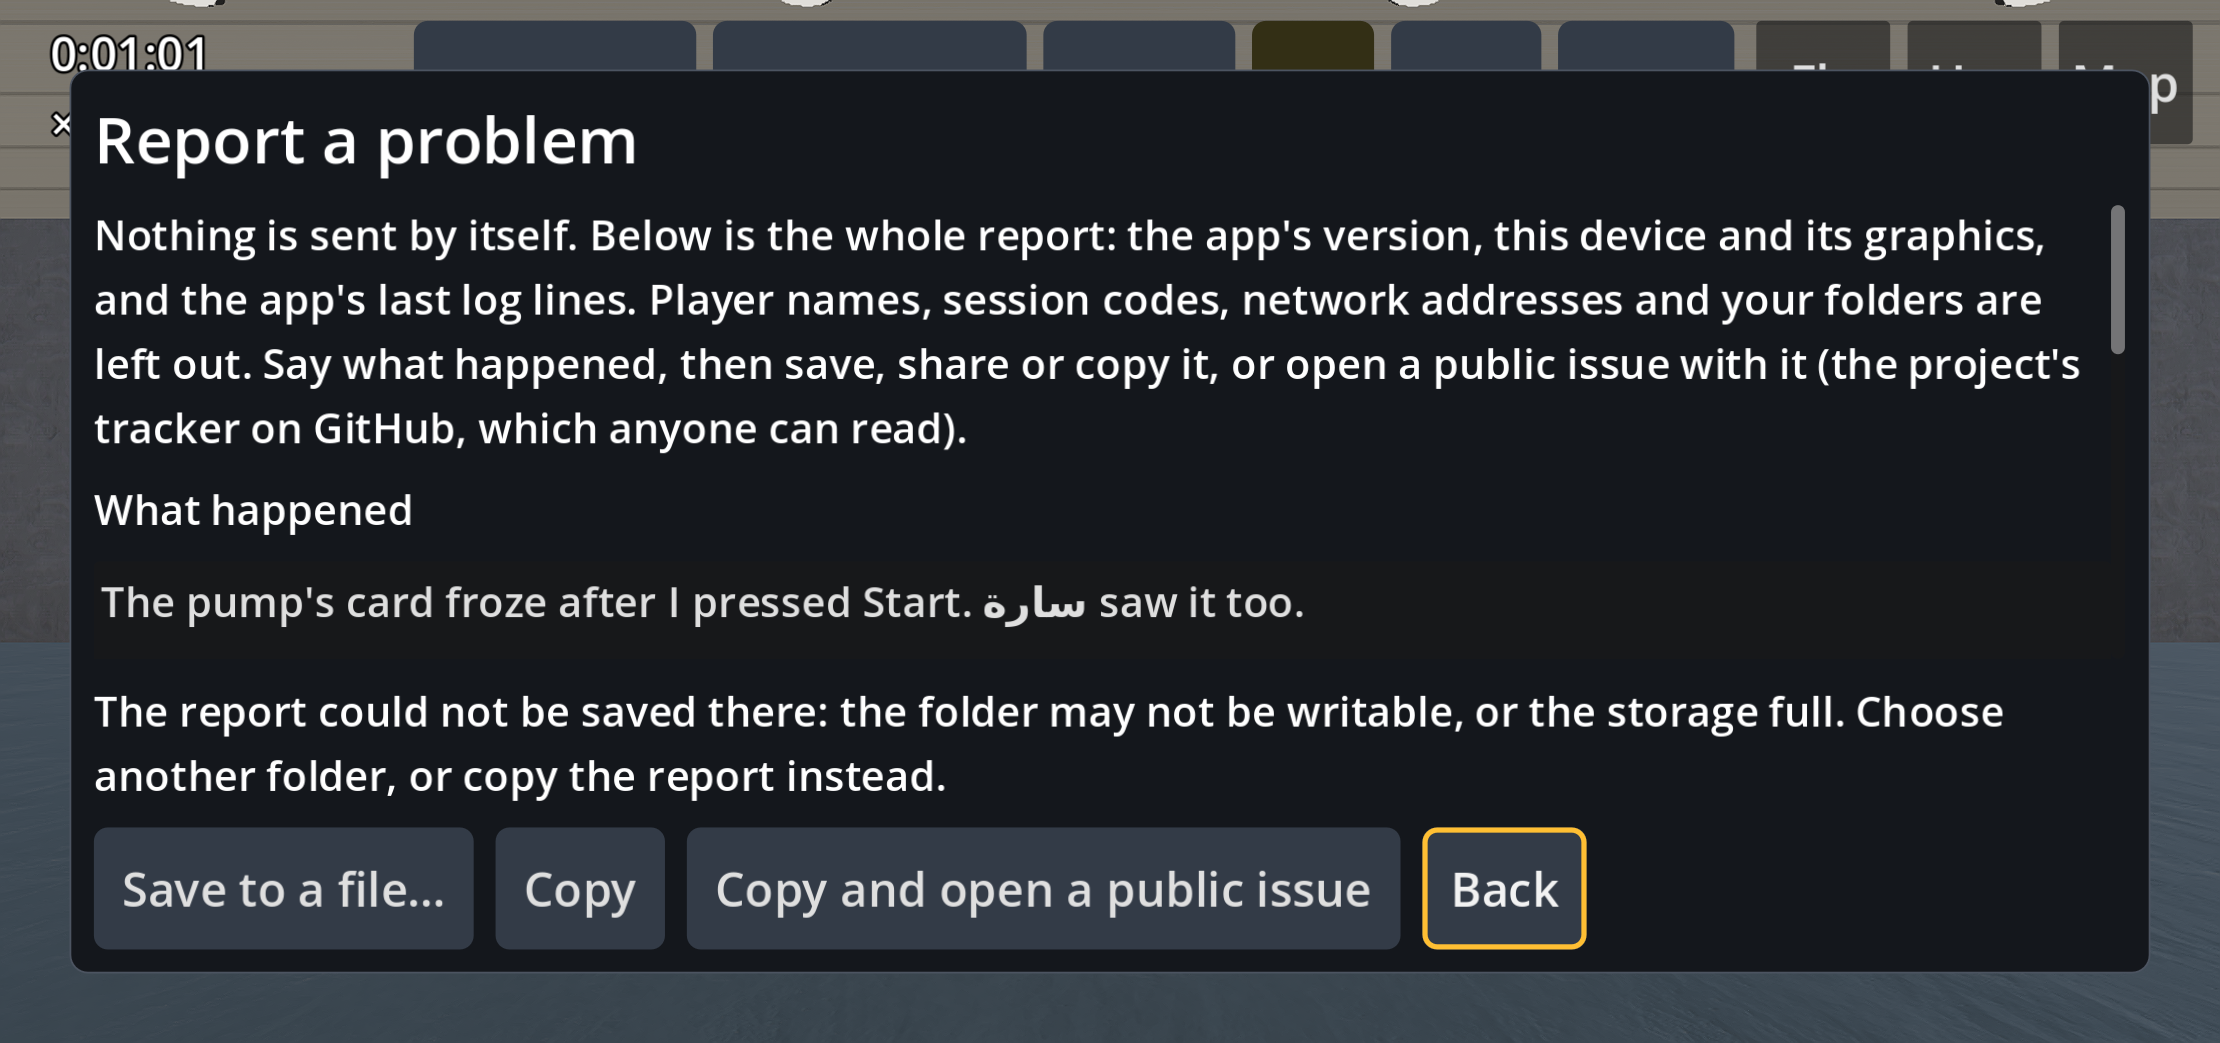 0:01:01
Report a problem
Nothing is sent by itself. Below is the whole report: the app's version, this device and its graphics,
and the app's last log lines. Player names, session codes, network addresses and your folders are
left out. Say what happened, then save, share or copy it, or open a public issue with it (the project's
tracker on GitHub, which anyone can read).
What happened
The pump's card froze after I pressed Start. سارة saw it too.
The report could not be saved there: the folder may not be writable, or the storage full. Choose
another folder, or copy the report instead.
Save to a file...
Copy
Copy and open a public issue
Back